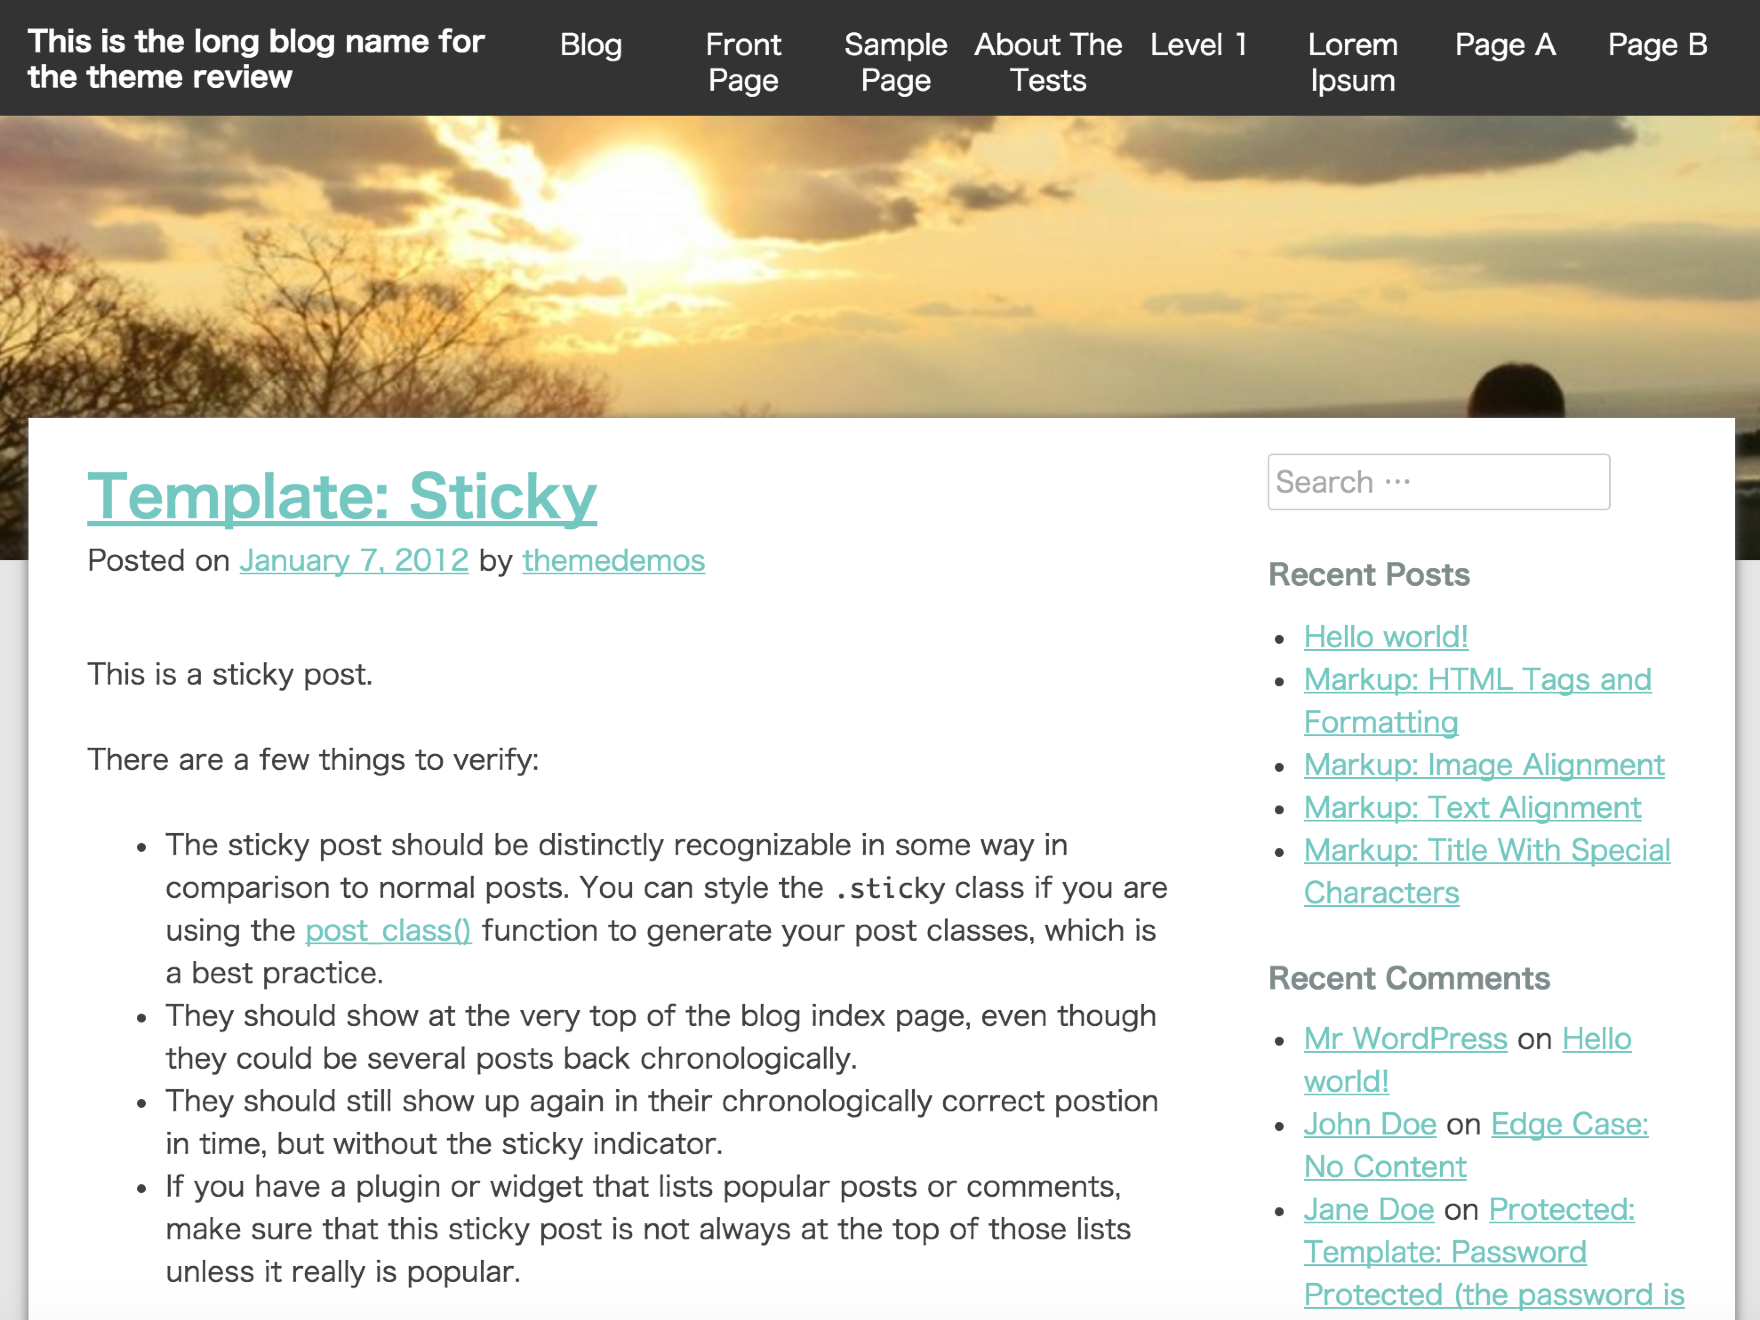 This is the long blog name for
the theme review
Blog
Front
Page
Sample
Page
About The
Tests
Level 1
Lorem
Ipsum
Page A
Page B
Template: Sticky
Posted on January 7, 2012 by themedemos
This is a sticky post.
There are a few things to verify:
• The sticky post should be distinctly recognizable in some way in
comparison to normal posts. You can style the .sticky class if you are
using the post_class() function to generate your post classes, which is
a best practice.
• They should show at the very top of the blog index page, even though
they could be several posts back chronologically.
• They should still show up again in their chronologically correct postion
in time, but without the sticky indicator.
• If you have a plugin or widget that lists popular posts or comments,
make sure that this sticky post is not always at the top of those lists
unless it really is popular.
Search …
Recent Posts
• Hello world!
• Markup: HTML Tags and
Formatting
• Markup: Image Alignment
• Markup: Text Alignment
• Markup: Title With Special
Characters
Recent Comments
• Mr WordPress on Hello
world!
• John Doe on Edge Case:
No Content
• Jane Doe on Protected:
Template: Password
Protected (the password is